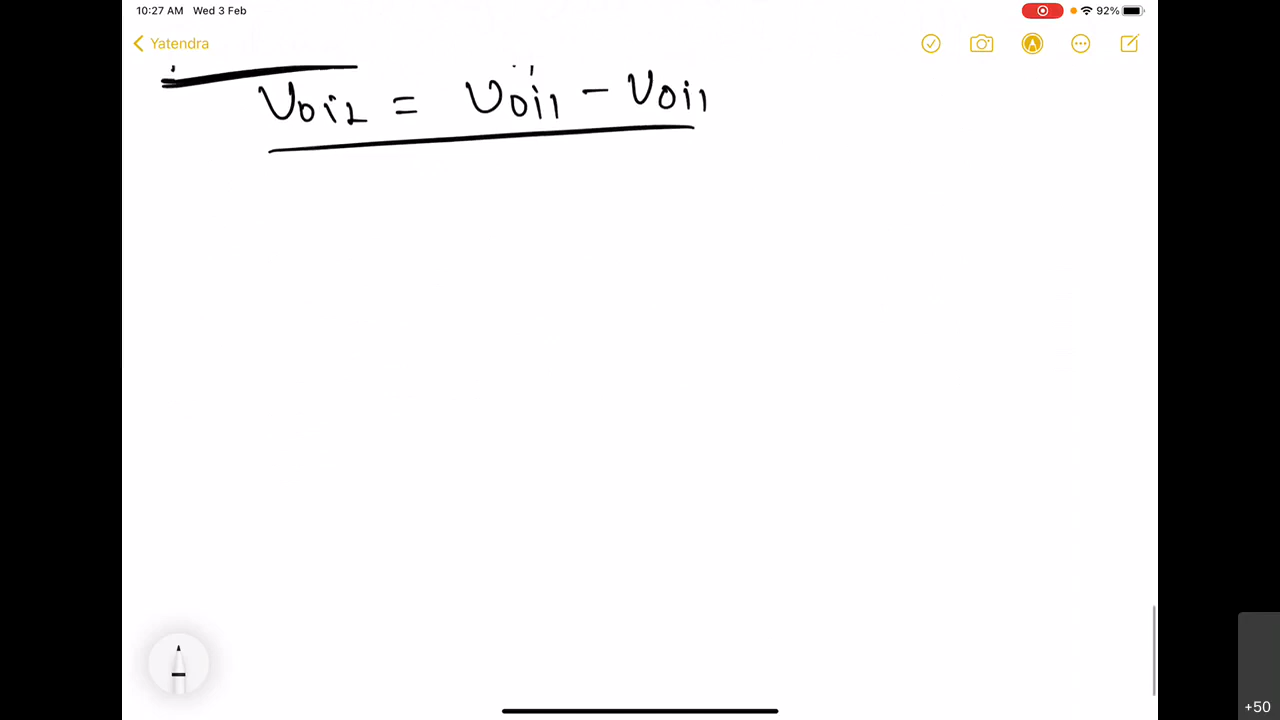 10:27 AM Wed 3 Feb
92%
Yatendra
Voi2 = Voi1 - Voi1
+50